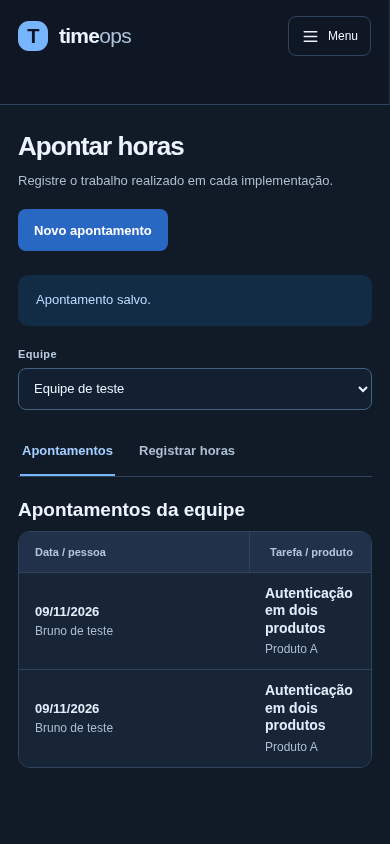 T timeops
Menu
Apontar horas
Registre o trabalho realizado em cada implementação.
Novo apontamento
Apontamento salvo.
Equipe
Equipe de teste
Apontamentos Registrar horas
Apontamentos da equipe
Data / pessoa Tarefa / produto
09/11/2026
Bruno de teste
Autenticação
em dois
produtos
Produto A
09/11/2026
Bruno de teste
Autenticação
em dois
produtos
Produto A